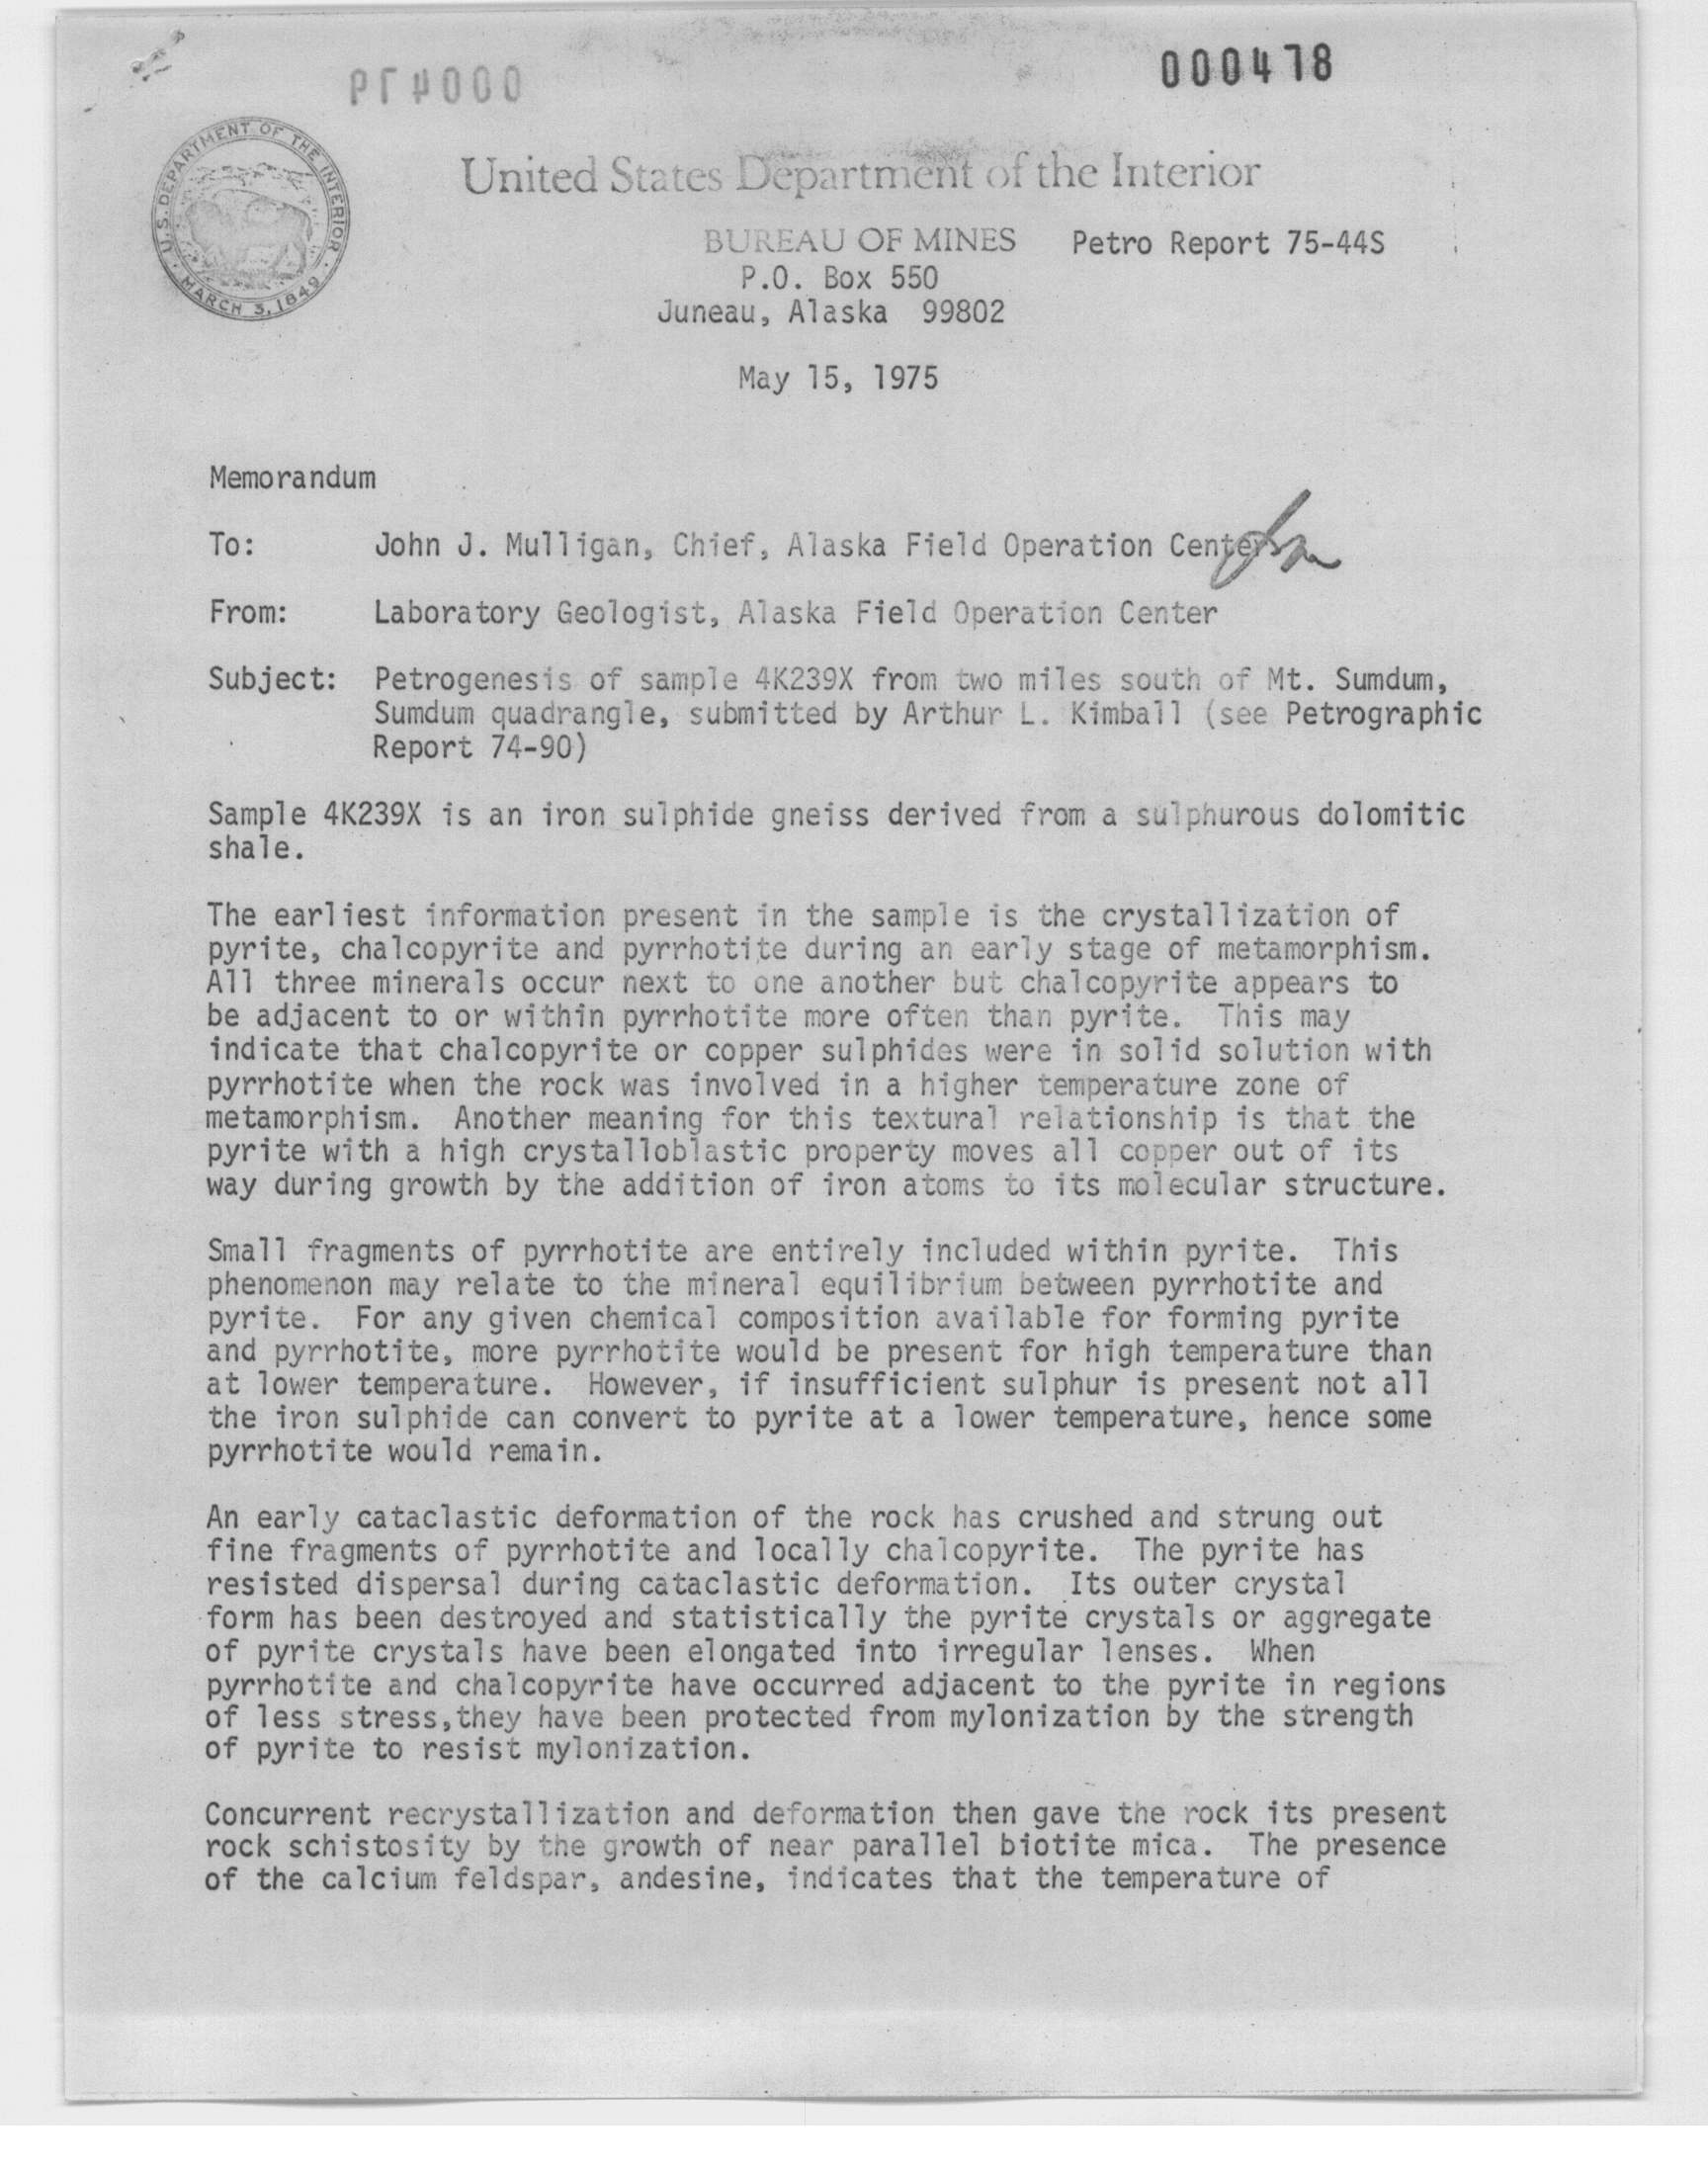 000478
U.S. DEPARTMENT OF THE INTERIOR
MARCH 3, 1849
United States Department of the Interior
BUREAU OF MINES Petro Report 75-44S
P.O. Box 550
Juneau, Alaska 99802
May 15, 1975
Memorandum
To: John J. Mulligan, Chief, Alaska Field Operation Center
From: Laboratory Geologist, Alaska Field Operation Center
Subject: Petrogenesis of sample 4K239X from two miles south of Mt. Sumdum,
Sumdum quadrangle, submitted by Arthur L. Kimball (see Petrographic
Report 74-90)
Sample 4K239X is an iron sulphide gneiss derived from a sulphurous dolomitic
shale.
The earliest information present in the sample is the crystallization of
pyrite, chalcopyrite and pyrrhotite during an early stage of metamorphism.
All three minerals occur next to one another but chalcopyrite appears to
be adjacent to or within pyrrhotite more often than pyrite. This may
indicate that chalcopyrite or copper sulphides were in solid solution with
pyrrhotite when the rock was involved in a higher temperature zone of
metamorphism. Another meaning for this textural relationship is that the
pyrite with a high crystalloblastic property moves all copper out of its
way during growth by the addition of iron atoms to its molecular structure.
Small fragments of pyrrhotite are entirely included within pyrite. This
phenomenon may relate to the mineral equilibrium between pyrrhotite and
pyrite. For any given chemical composition available for forming pyrite
and pyrrhotite, more pyrrhotite would be present for high temperature than
at lower temperature. However, if insufficient sulphur is present not all
the iron sulphide can convert to pyrite at a lower temperature, hence some
pyrrhotite would remain.
An early cataclastic deformation of the rock has crushed and strung out
fine fragments of pyrrhotite and locally chalcopyrite. The pyrite has
resisted dispersal during cataclastic deformation. Its outer crystal
form has been destroyed and statistically the pyrite crystals or aggregate
of pyrite crystals have been elongated into irregular lenses. When
pyrrhotite and chalcopyrite have occurred adjacent to the pyrite in regions
of less stress,they have been protected from mylonization by the strength
of pyrite to resist mylonization.
Concurrent recrystallization and deformation then gave the rock its present
rock schistosity by the growth of near parallel biotite mica. The presence
of the calcium feldspar, andesine, indicates that the temperature of